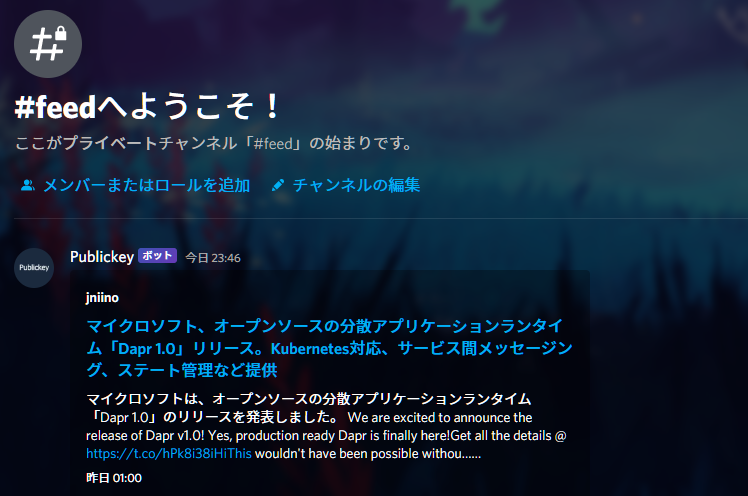 #feedへようこそ！
ここがプライベートチャンネル「#feed」の始まりです。
メンバーまたはロールを追加 チャンネルの編集
Publickey Publickey ボット 今日 23:46
jniino
マイクロソフト、オープンソースの分散アプリケーションランタイ
ム「Dapr 1.0」リリース。Kubernetes対応、サービス間メッセージン
グ、ステート管理など提供
マイクロソフトは、オープンソースの分散アプリケーションランタイム
「Dapr 1.0」のリリースを発表しました。 We are excited to announce the
release of Dapr v1.0! Yes, production ready Dapr is finally here!Get all the details @
https://t.co/hPk8i38iHiThis wouldn't have been possible withou......
昨日 01:00